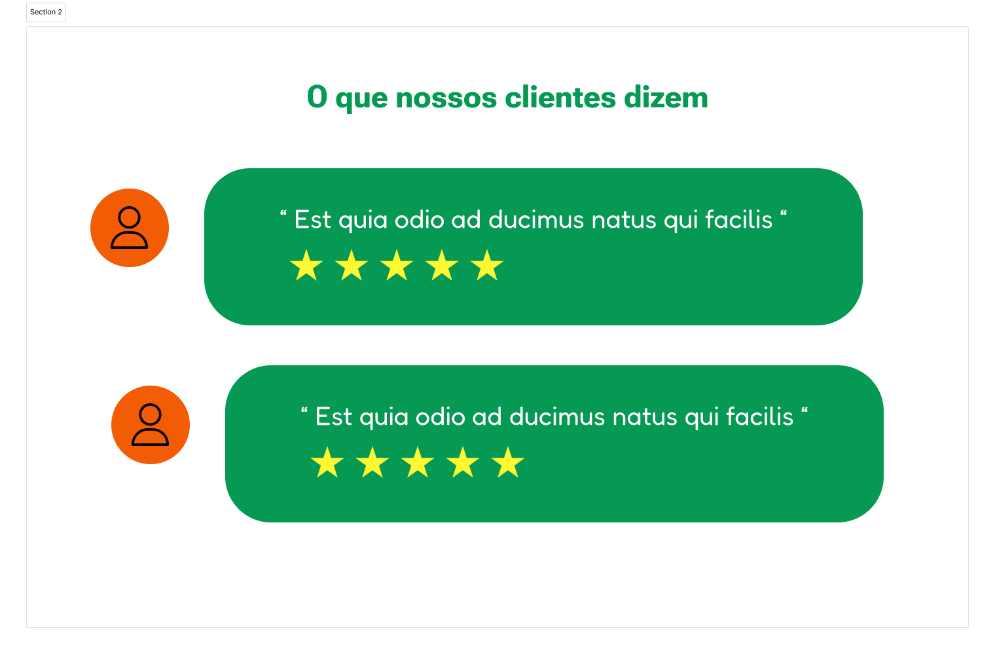 Section 2
O que nossos clientes dizem
“ Est quia odio ad ducimus natus qui facilis “
“ Est quia odio ad ducimus natus qui facilis “